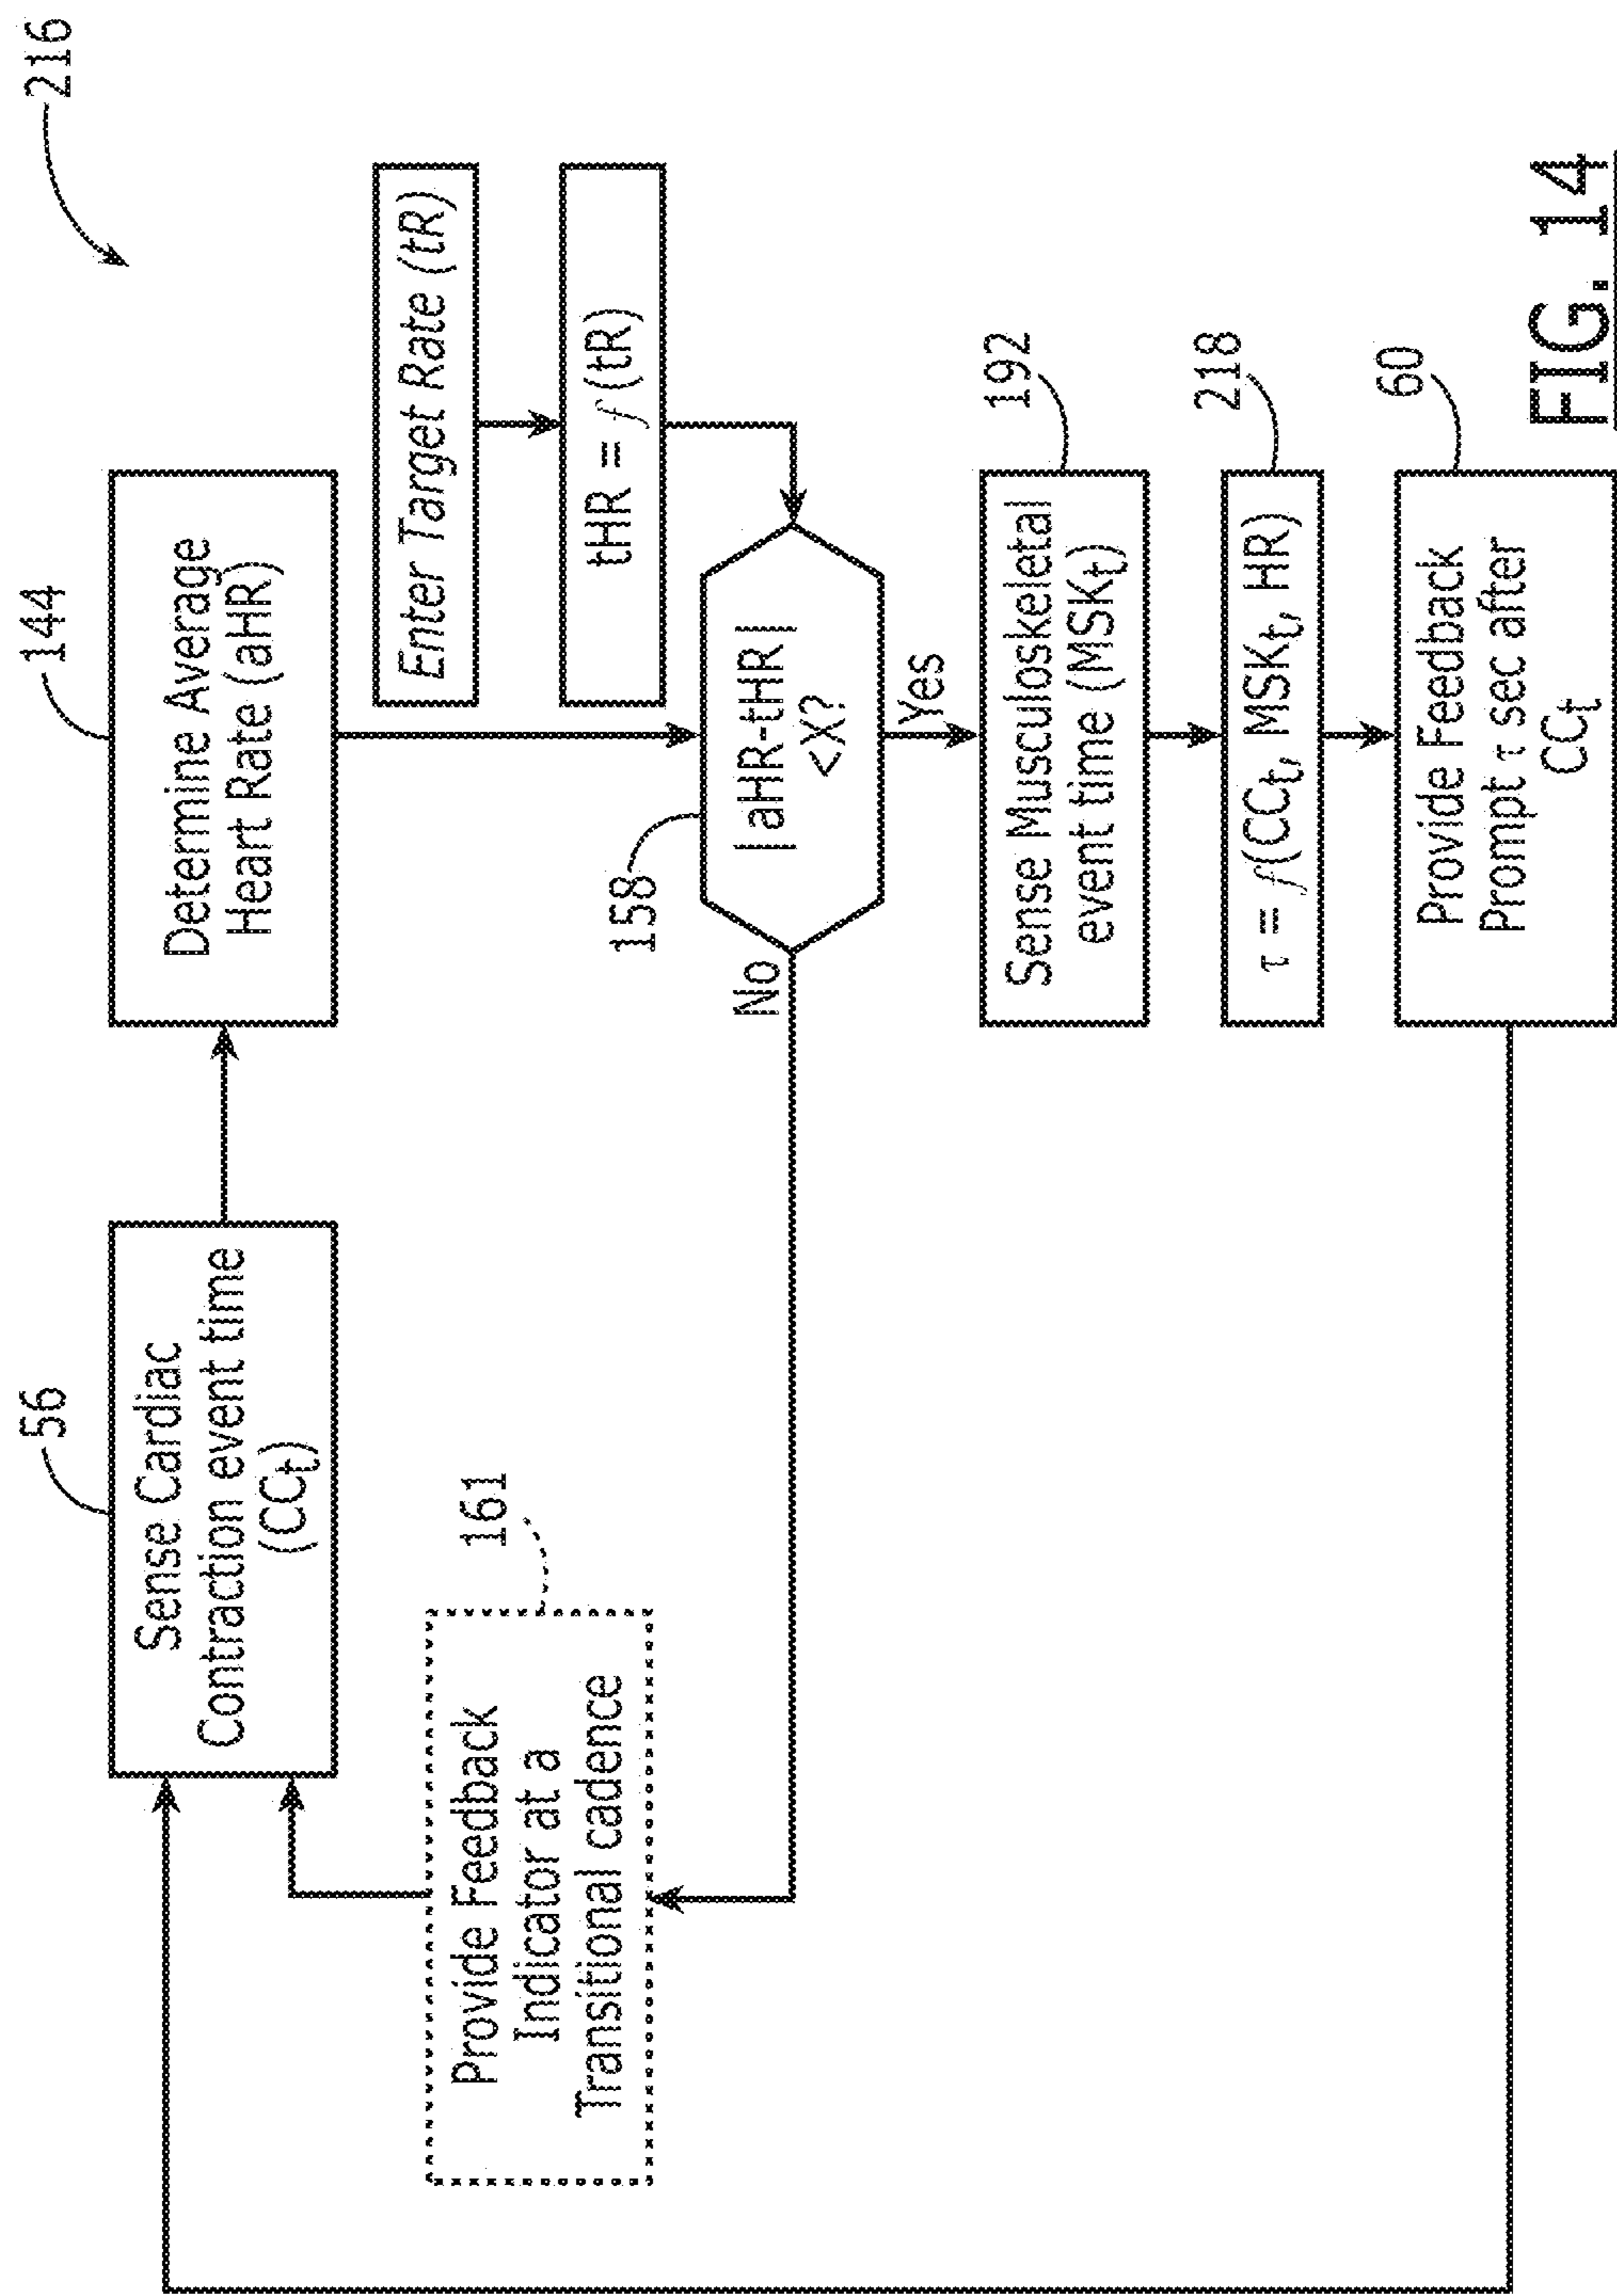 216
56
Sense Cardiac
Contraction event time
(CCt)
144
Determine Average
Heart Rate (aHR)
Enter Target Rate (tR)
tHR = f(tR)
161
Provide Feedback
Indicator at a
Transitional cadence
158
|aHR-tHR|
<X?
No
Yes
192
Sense Musculoskeletal
event time (MSKt)
218
τ = f(CCt, MSKt, HR)
60
Provide Feedback
Prompt τ sec after
CCt
FIG. 14